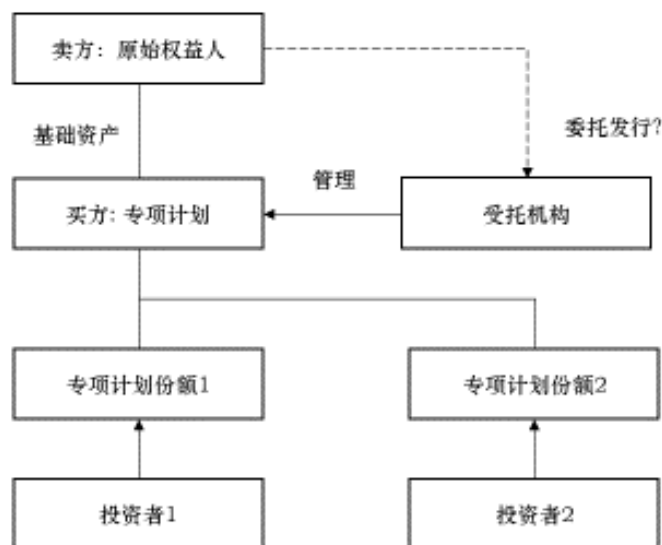 卖方：原始权益人
基础资产
委托发行？
管理
买方：专项计划
受托机构
专项计划份额1
专项计划份额2
投资者1
投资者2